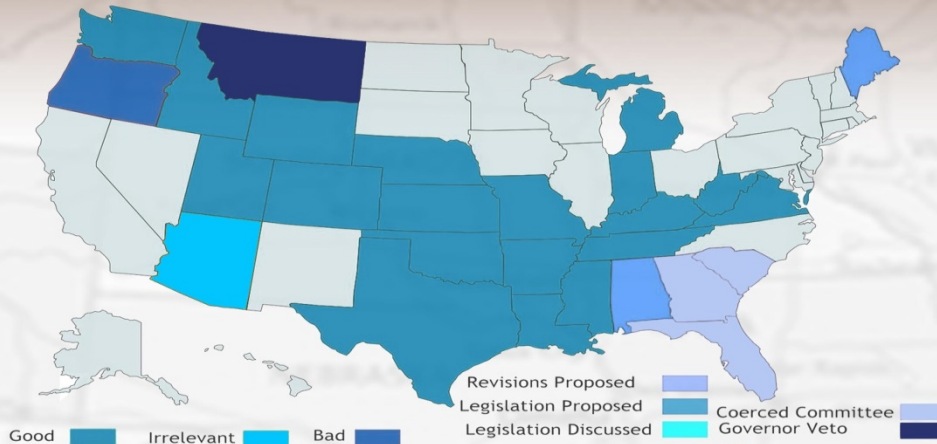 Revisions Proposed
Legislation Proposed
Coerced Committee
Legislation Discussed
Governor Veto
Good
Irrelevant
Bad